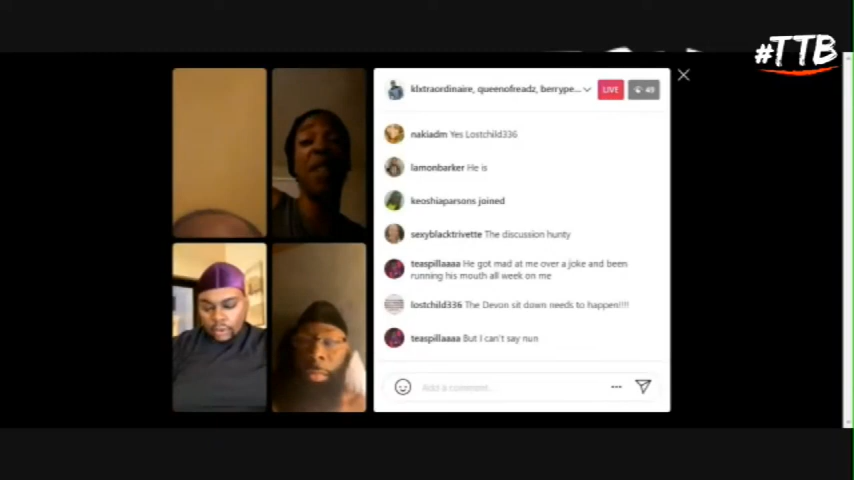 #TTB
klxtraordinaire, queenofreadz, berrype...
LIVE
49
nakiadm Yes Lostchild336
lamonbarker He is
keoshiaparsons joined
sexyblacktrivette The discussion hunty
teaspillaaaa He got mad at me over a joke and been
running his mouth all week on me
lostchild336 The Devon sit down needs to happen!!!!
teaspillaaaa But I can't say nun
Add a comment...